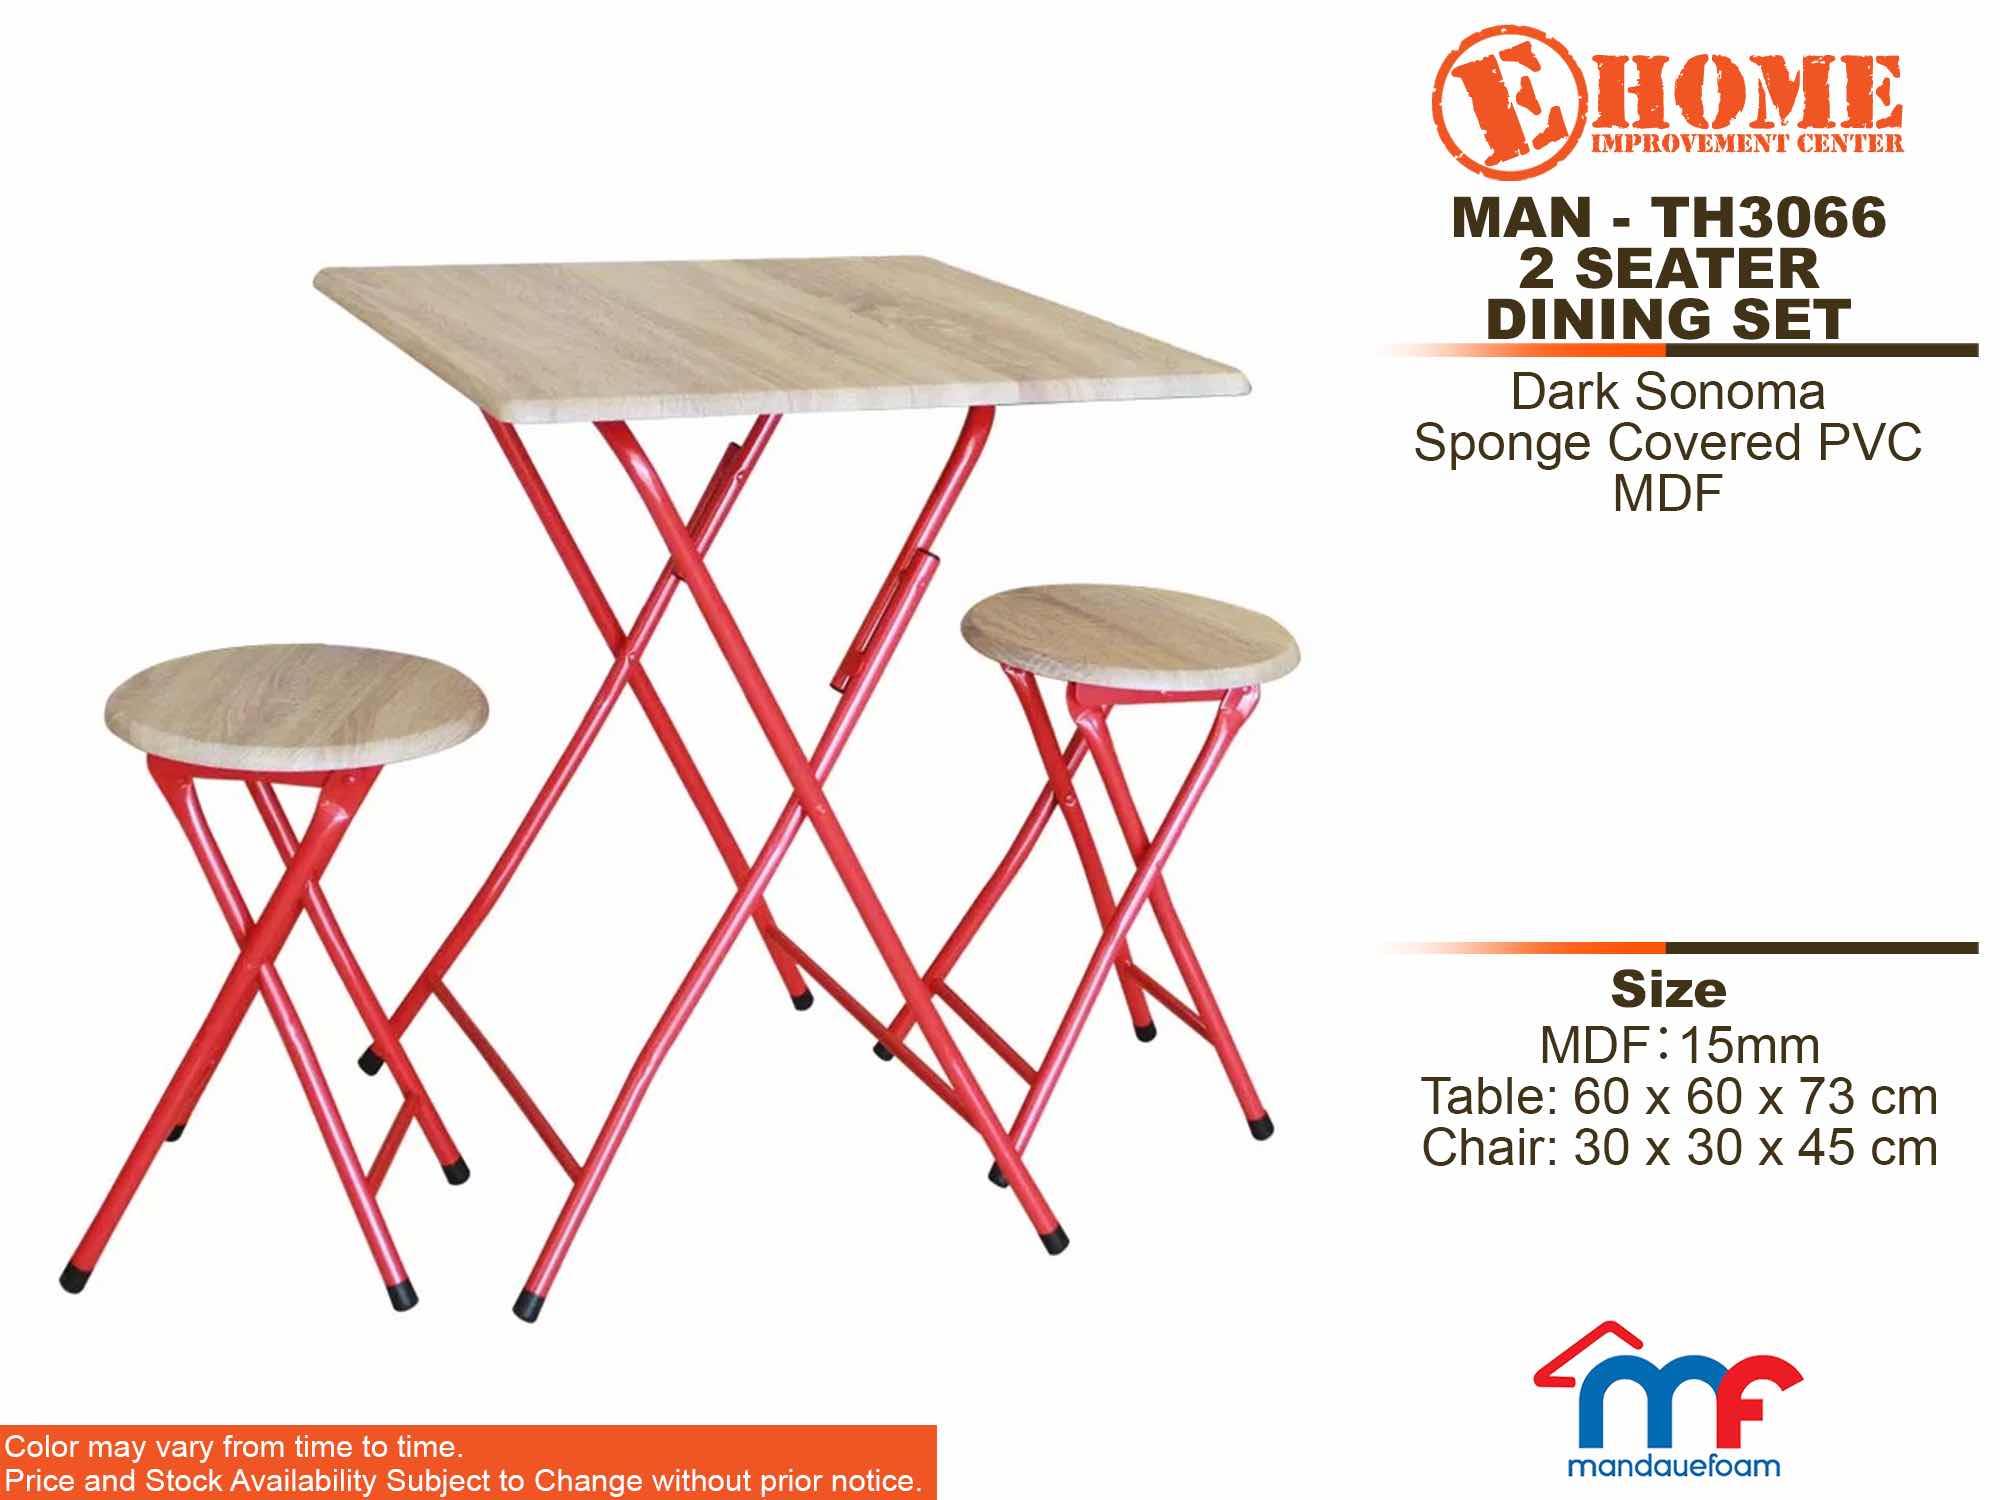 E HOME
IMPROVEMENT CENTER
MAN - TH3066
2 SEATER
DINING SET
Dark Sonoma
Sponge Covered PVC
MDF
Size
MDF: 15mm
Table: 60 x 60 x 73 cm
Chair: 30 x 30 x 45 cm
mf
mandauefoam
Color may vary from time to time.
Price and Stock Availability Subject to Change without prior notice.